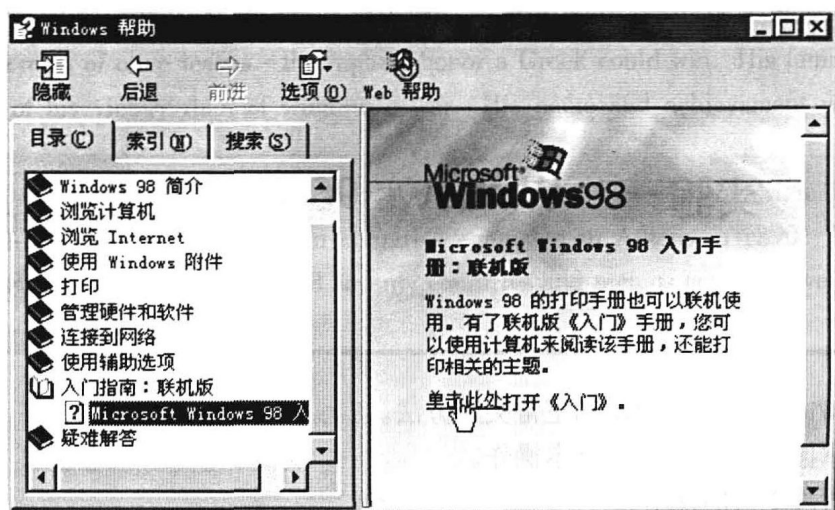 Windows 帮助
隐藏 后退 前进 选项(O) Web 帮助
目录(C) 索引(N) 搜索(S)
Windows 98 简介
浏览计算机
浏览 Internet
使用 Windows 附件
打印
管理硬件和软件
连接到网络
使用辅助选项
入门指南：联机版
Microsoft Windows 98 入
疑难解答
Microsoft
Windows98
Microsoft Windows 98 入门手
册：联机版
Windows 98 的打印手册也可以联机使
用。有了联机版《入门》手册，您可
以使用计算机来阅读该手册，还能打
印相关的主题。
单击此处打开《入门》。